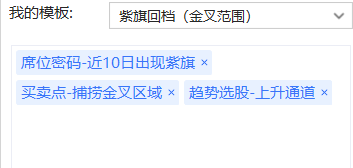 我的模板: 紫旗回档（金叉范围）
席位密码-近10日出现紫旗 ×
买卖点-捕捞金叉区域 × 趋势选股-上升通道 ×